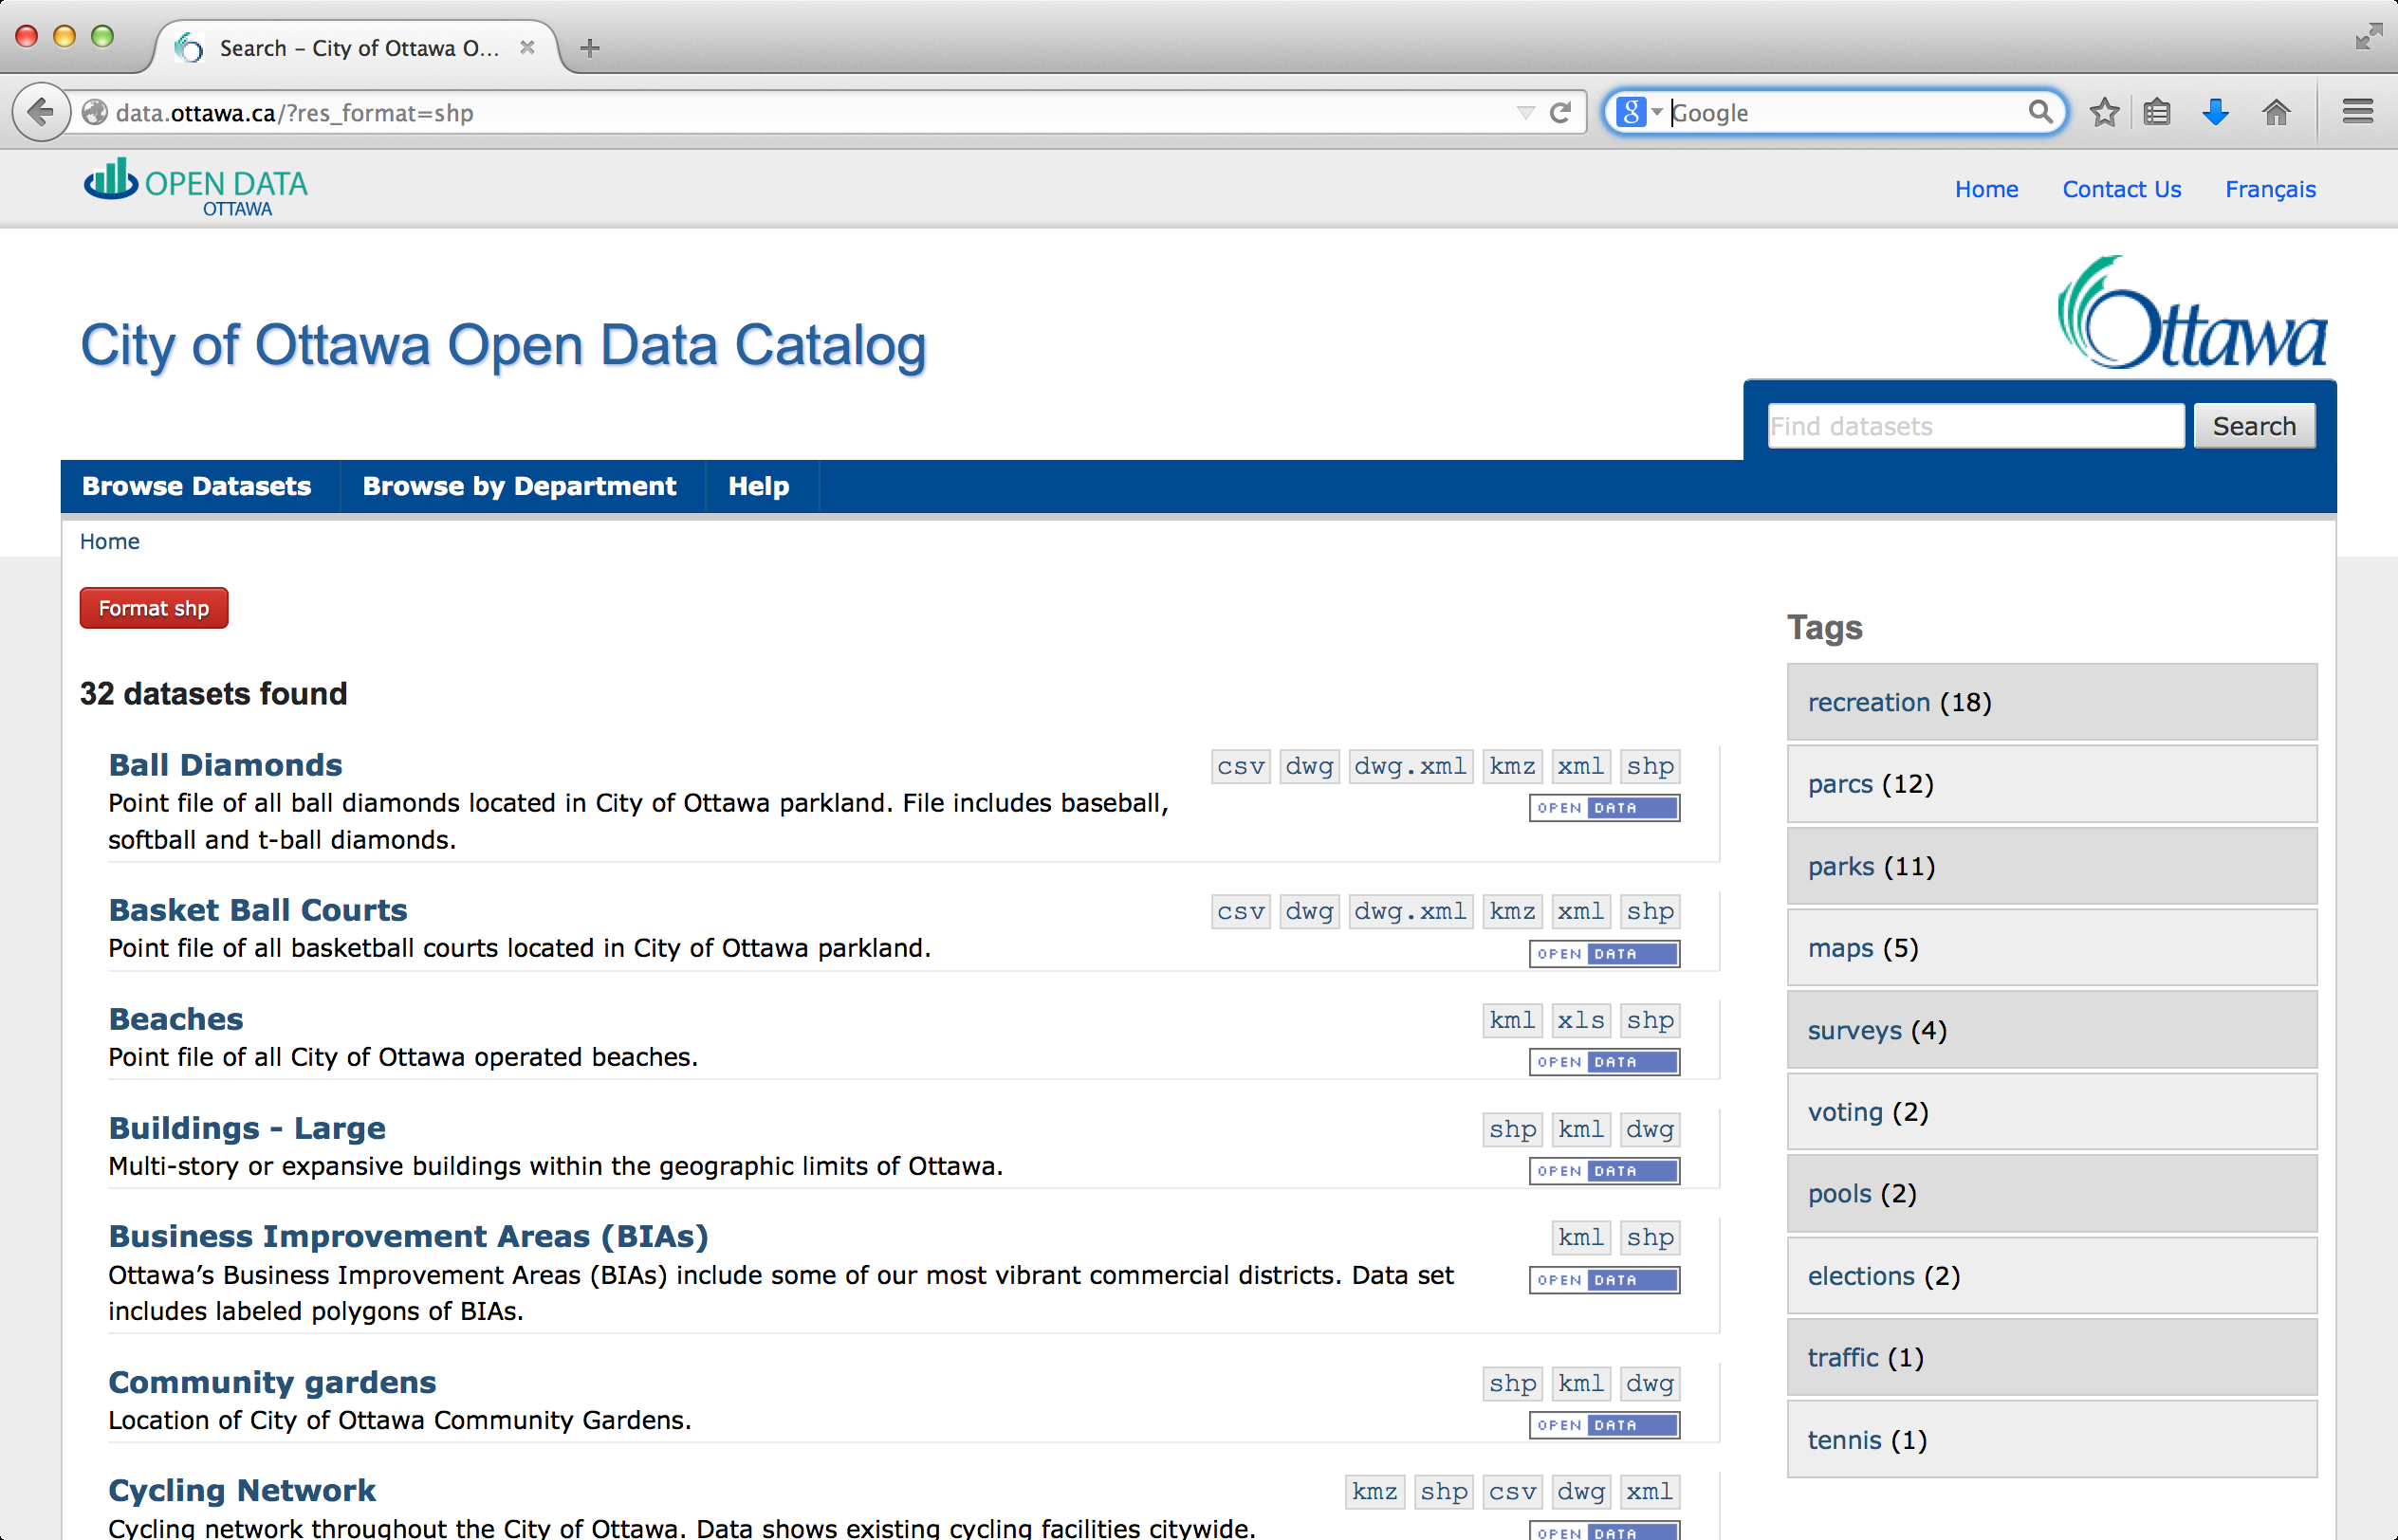 Search – City of Ottawa O...
data.ottawa.ca/?res_format=shp
Google
OPEN DATA
OTTAWA
Home Contact Us Français
City of Ottawa Open Data Catalog
Ottawa
Find datasets Search
Browse Datasets Browse by Department Help
Home
Format shp
32 datasets found
Ball Diamonds
csv dwg dwg.xml kmz xml shp
Point file of all ball diamonds located in City of Ottawa parkland. File includes baseball,
softball and t-ball diamonds.
OPEN DATA
Basket Ball Courts
csv dwg dwg.xml kmz xml shp
Point file of all basketball courts located in City of Ottawa parkland.
OPEN DATA
Beaches
kml xls shp
Point file of all City of Ottawa operated beaches.
OPEN DATA
Buildings - Large
shp kml dwg
Multi-story or expansive buildings within the geographic limits of Ottawa.
OPEN DATA
Business Improvement Areas (BIAs)
kml shp
Ottawa’s Business Improvement Areas (BIAs) include some of our most vibrant commercial districts. Data set
includes labeled polygons of BIAs.
OPEN DATA
Community gardens
shp kml dwg
Location of City of Ottawa Community Gardens.
OPEN DATA
Cycling Network
kmz shp csv dwg xml
Cycling network throughout the City of Ottawa. Data shows existing cycling facilities citywide.
OPEN DATA
Tags
recreation (18)
parcs (12)
parks (11)
maps (5)
surveys (4)
voting (2)
pools (2)
elections (2)
traffic (1)
tennis (1)